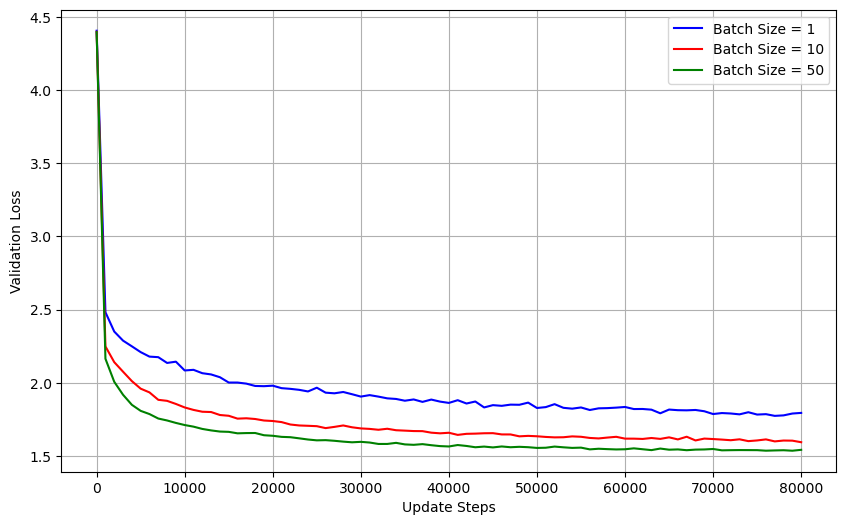 4.5
4.0
3.5
3.0
2.5
2.0
1.5
Validation Loss
Batch Size = 1
Batch Size = 10
Batch Size = 50
0 10000 20000 30000 40000 50000 60000 70000 80000
Update Steps